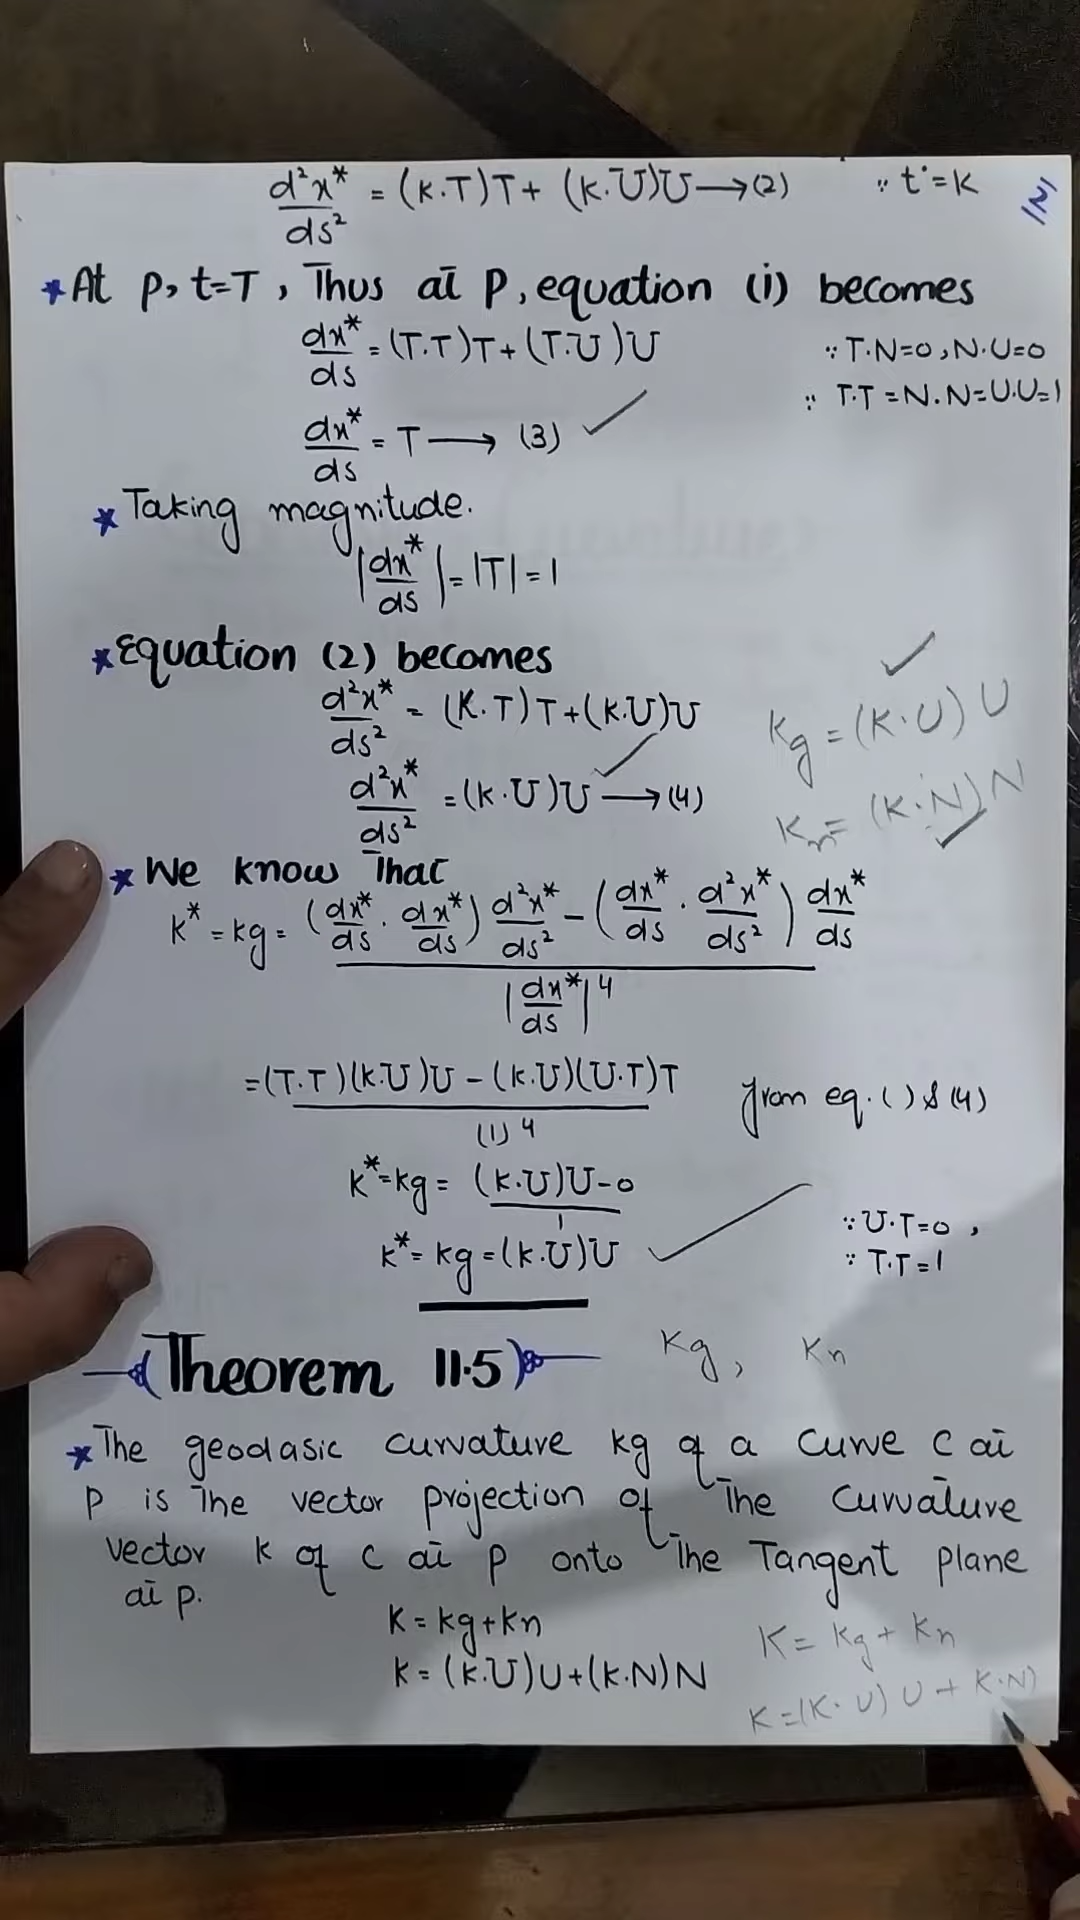 d²x*/ds² = (K.T)T + (K.U)U → (2) ∵ t˙=K
12
* At P, t=T, Thus at P, equation (i) becomes
dx*/ds = (T.T)T + (T.U)U ∵ T.N=0, N.U=0
dx*/ds = T → (3) ✓ ∵ T.T = N.N = U.U = 1
* Taking magnitude.
|dx*/ds| = |T| = 1
* Equation (2) becomes ✓
d²x*/ds² = (K.T)T + (K.U)U Kg = (K.U) U
d²x*/ds² = (K.U)U → (4) ✓ Kn = (K.N) N ✓
* We know That
K* = kg = ((dx*/ds . dx*/ds) d²x*/ds² - (dx*/ds . d²x*/ds²) dx*/ds) / |dx*/ds|⁴
= ((T.T)(K.U)U - (K.U)(U.T)T) / (1)⁴ from eq. ( ) & (4)
K* = kg = ((K.U)U - 0) / 1
K* = kg = (K.U)U ✓ ∵ U.T=0 ,
∵ T.T=1
Theorem 11.5 Kg, Kn
* The geodasic curvature kg of a curve C at
P is The vector projection of The curvature
vector K of C at P onto The Tangent plane
at P.
K = kg + kn K = Kg + Kn
K = (K.U)U + (K.N)N K = (K. U) U + K.N)